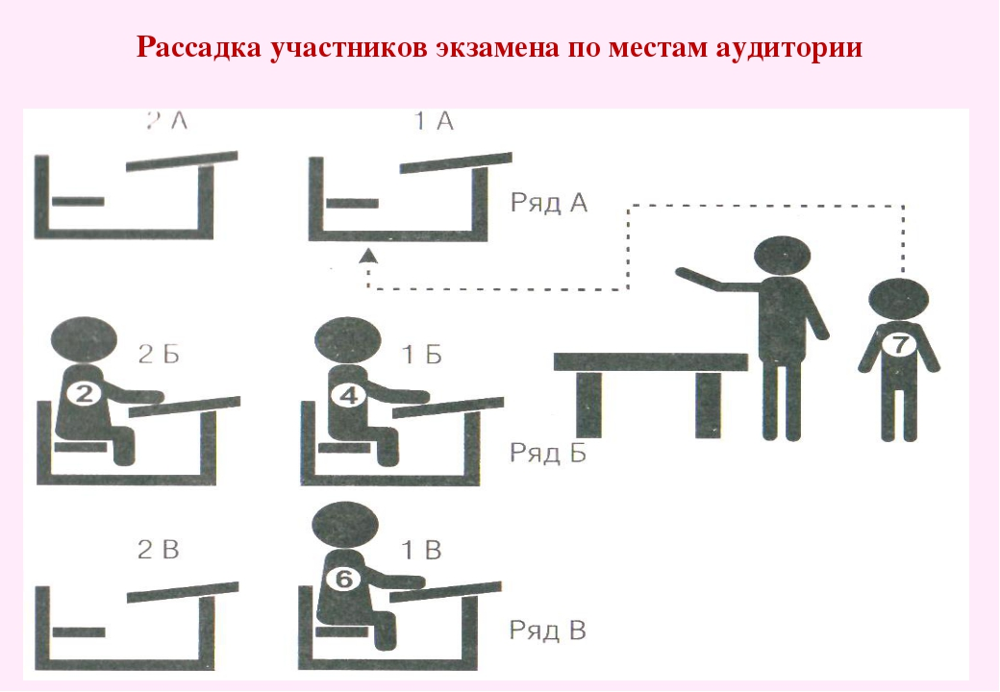 Рассадка участников экзамена по местам аудитории
2 А 1 А
Ряд А
7
2 Б 1 Б
2 4
Ряд Б
2 В 1 В
6
Ряд В